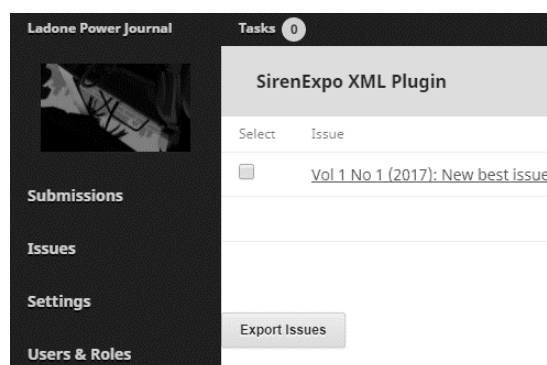 Ladone Power Journal
Tasks 0
SirenExpo XML Plugin
Select Issue
Vol 1 No 1 (2017): New best issue
Submissions
Issues
Settings
Users & Roles
Export Issues